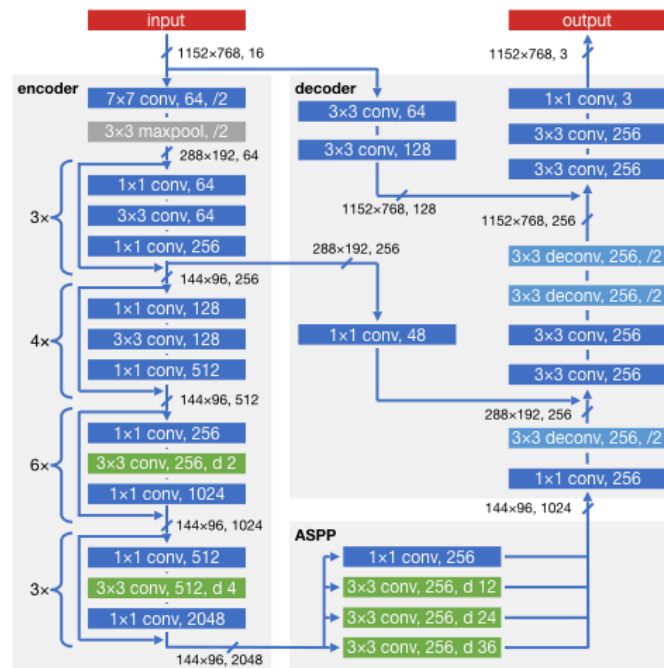 input
output
1152×768, 16
1152×768, 3
encoder
7×7 conv, 64, /2
3×3 maxpool, /2
288×192, 64
3×
1×1 conv, 64
3×3 conv, 64
1×1 conv, 256
144×96, 256
4×
1×1 conv, 128
3×3 conv, 128
1×1 conv, 512
144×96, 512
6×
1×1 conv, 256
3×3 conv, 256, d 2
1×1 conv, 1024
144×96, 1024
3×
1×1 conv, 512
3×3 conv, 512, d 4
1×1 conv, 2048
144×96, 2048
decoder
3×3 conv, 64
3×3 conv, 128
1152×768, 128
288×192, 256
1×1 conv, 48
1×1 conv, 3
3×3 conv, 256
3×3 conv, 256
1152×768, 256
3×3 deconv, 256, /2
3×3 deconv, 256, /2
3×3 conv, 256
3×3 conv, 256
288×192, 256
3×3 deconv, 256, /2
1×1 conv, 256
144×96, 1024
ASPP
1×1 conv, 256
3×3 conv, 256, d 12
3×3 conv, 256, d 24
3×3 conv, 256, d 36